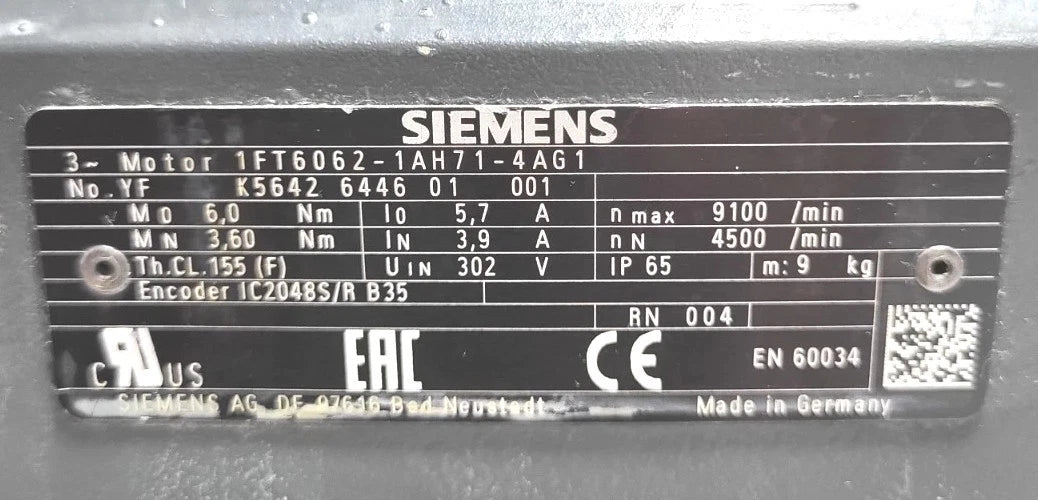 SIEMENS
3~ Motor 1FT6062-1AH71-4AG1
No.YF K5642 6446 01 001
M0 6,0 Nm I0 5,7 A n max 9100 /min
MN 3,60 Nm IN 3,9 A n N 4500 /min
Th.CL.155 (F) UIN 302 V IP 65 m: 9 kg
Encoder IC2048S/R B35
RN 004
C RU US EAC CE EN 60034
SIEMENS AG, DE-97616 Bad Neustadt Made in Germany